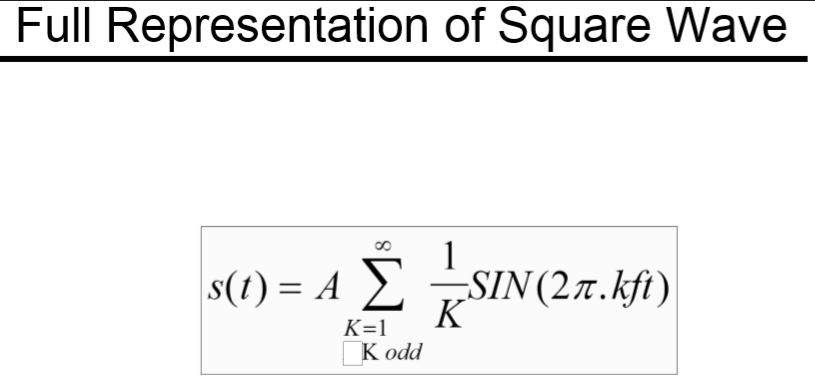 Full Representation of Square Wave
s(t) = A ∑ 1/K SIN(2π.kft)
∞
K=1
K odd